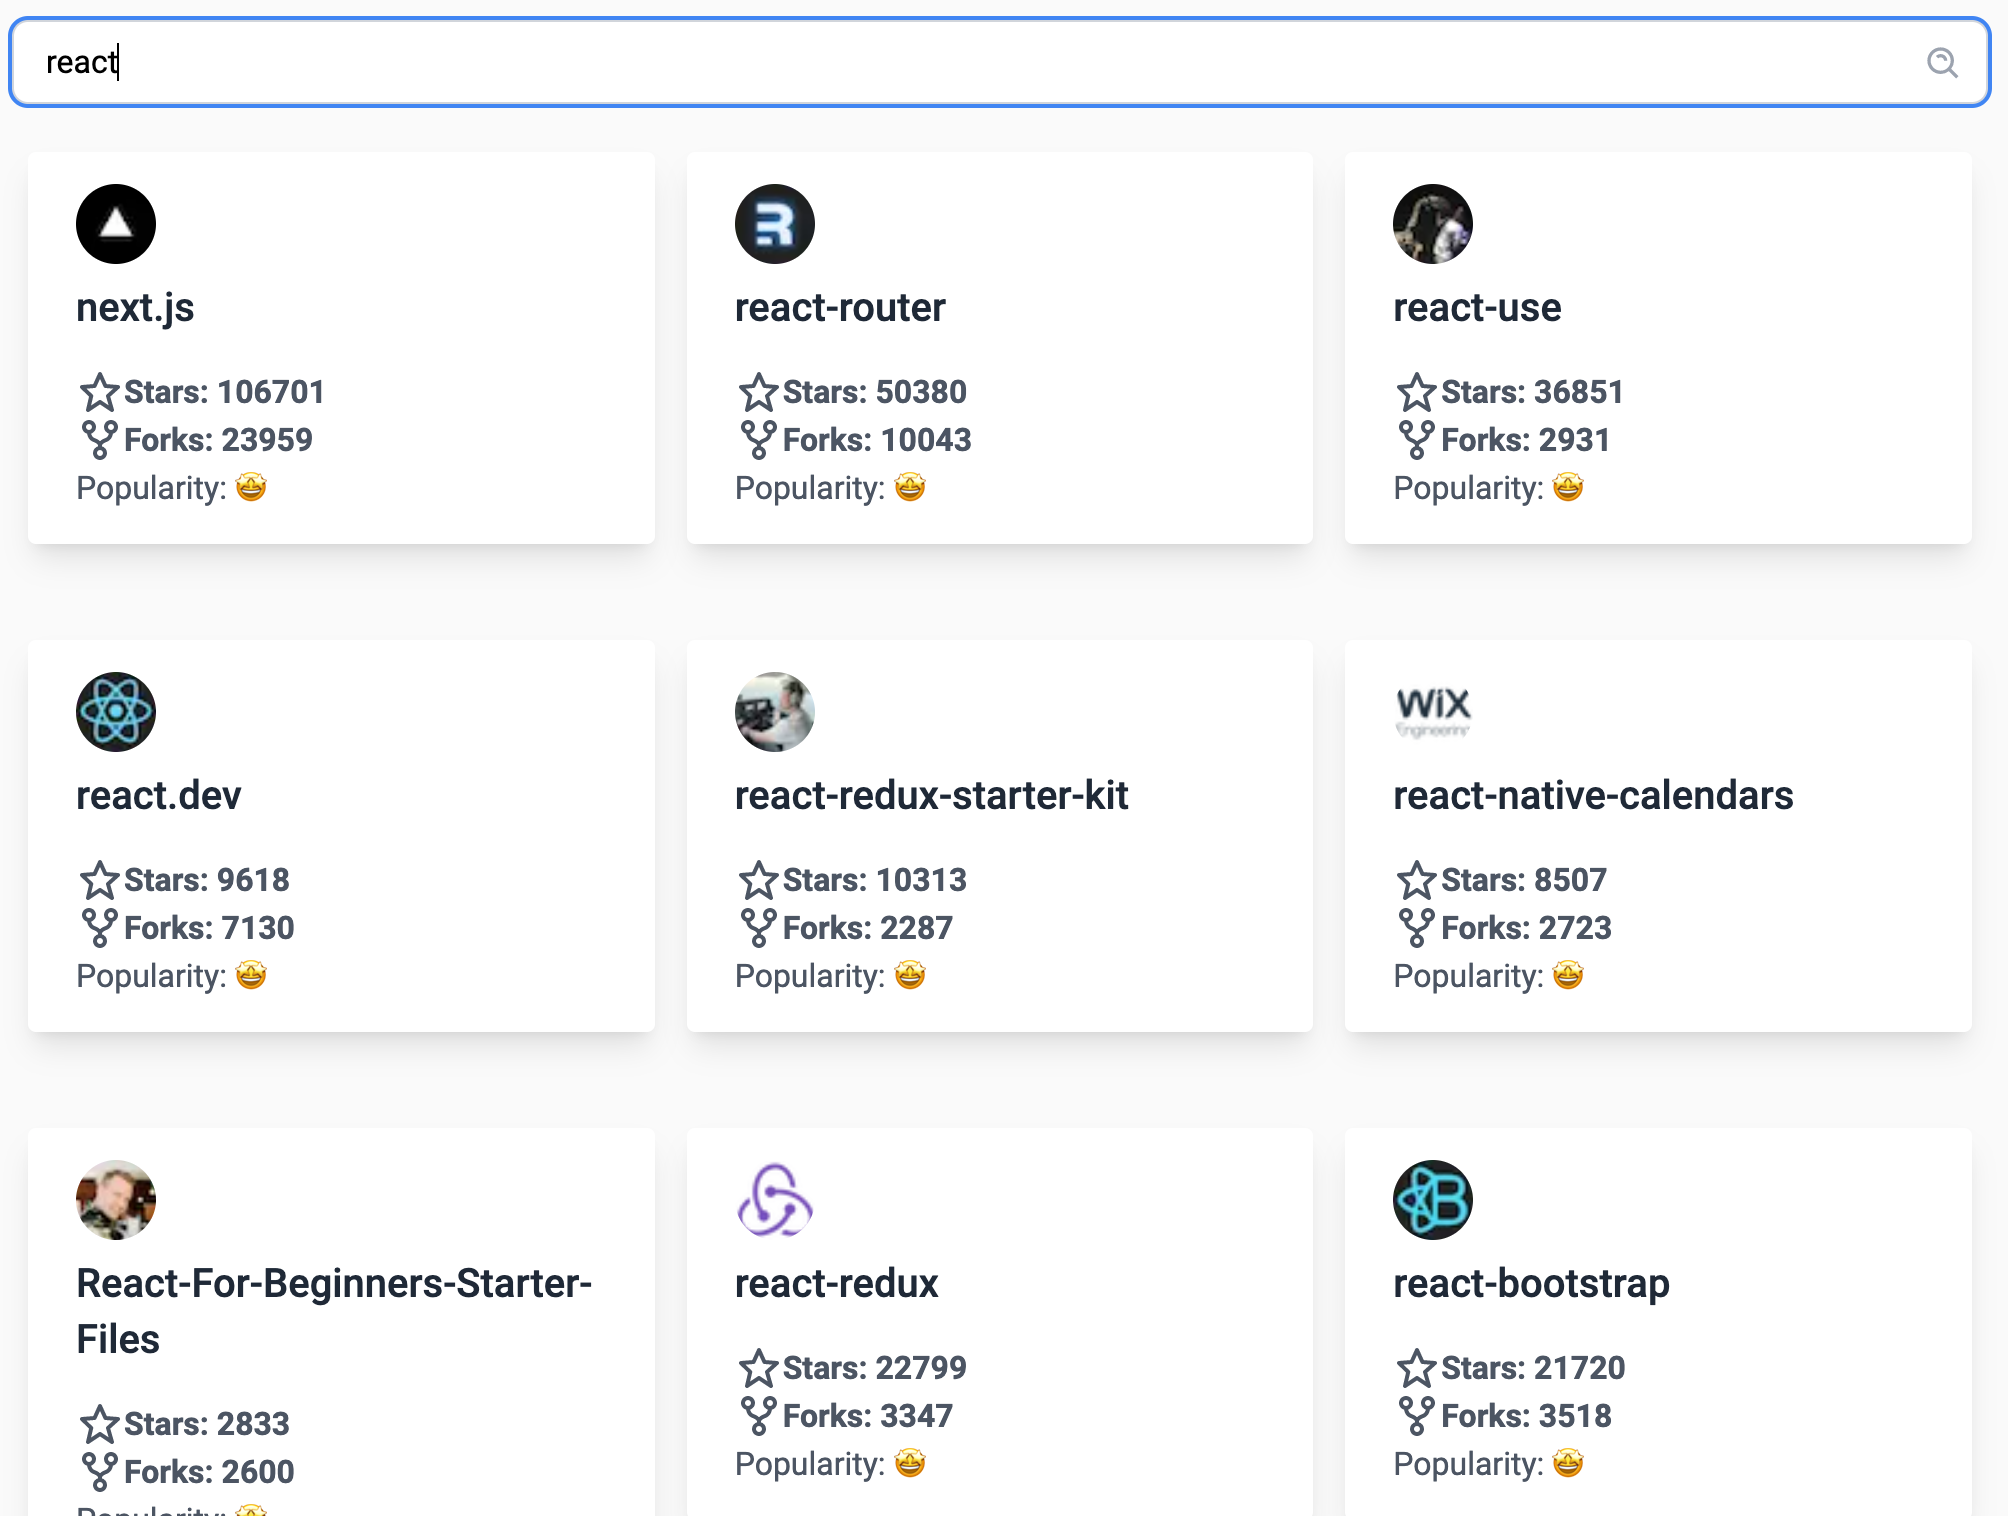 react
next.js
Stars: 106701
Forks: 23959
Popularity: 🤩
react-router
Stars: 50380
Forks: 10043
Popularity: 🤩
react-use
Stars: 36851
Forks: 2931
Popularity: 🤩
react.dev
Stars: 9618
Forks: 7130
Popularity: 🤩
react-redux-starter-kit
Stars: 10313
Forks: 2287
Popularity: 🤩
WiX
Engineering
react-native-calendars
Stars: 8507
Forks: 2723
Popularity: 🤩
React-For-Beginners-Starter-
Files
Stars: 2833
Forks: 2600
Popularity: 🤩
react-redux
Stars: 22799
Forks: 3347
Popularity: 🤩
react-bootstrap
Stars: 21720
Forks: 3518
Popularity: 🤩